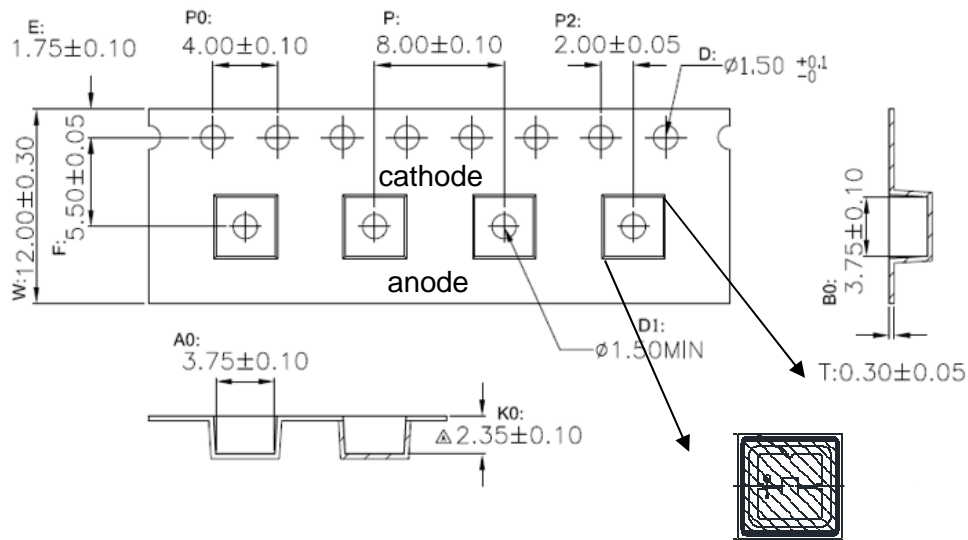 E:
1.75±0.10
P0:
4.00±0.10
P:
8.00±0.10
P2:
2.00±0.05
D: ⌀1.50 +0.1 -0
W:12.00±0.30
F:
5.50±0.05
cathode
anode
B0:
3.75±0.10
D1:
⌀1.50MIN
T:0.30±0.05
A0:
3.75±0.10
K0:
2.35±0.10